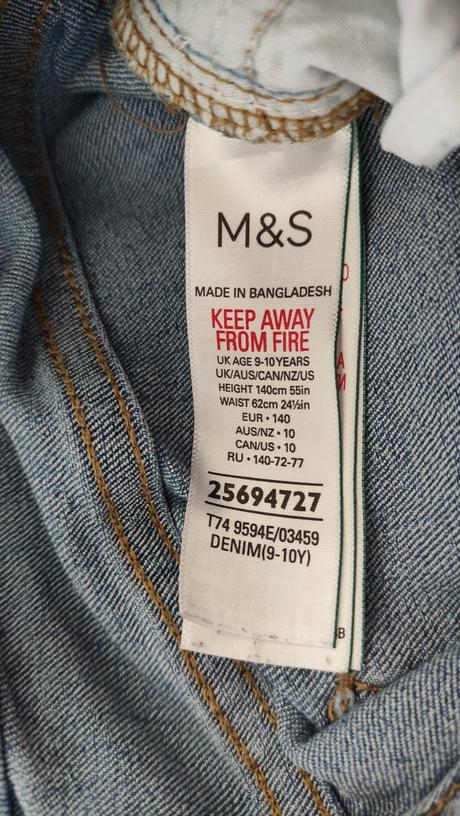 M&S
MADE IN BANGLADESH
KEEP AWAY
FROM FIRE
UK AGE 9-10 YEARS
UK/AUS/CAN/NZ/US
HEIGHT 140cm 55in
WAIST 62cm 24½in
EUR • 140
AUS/NZ • 10
CAN/US • 10
RU • 140-72-77
25694727
T74 9594E/03459
DENIM(9-10Y)